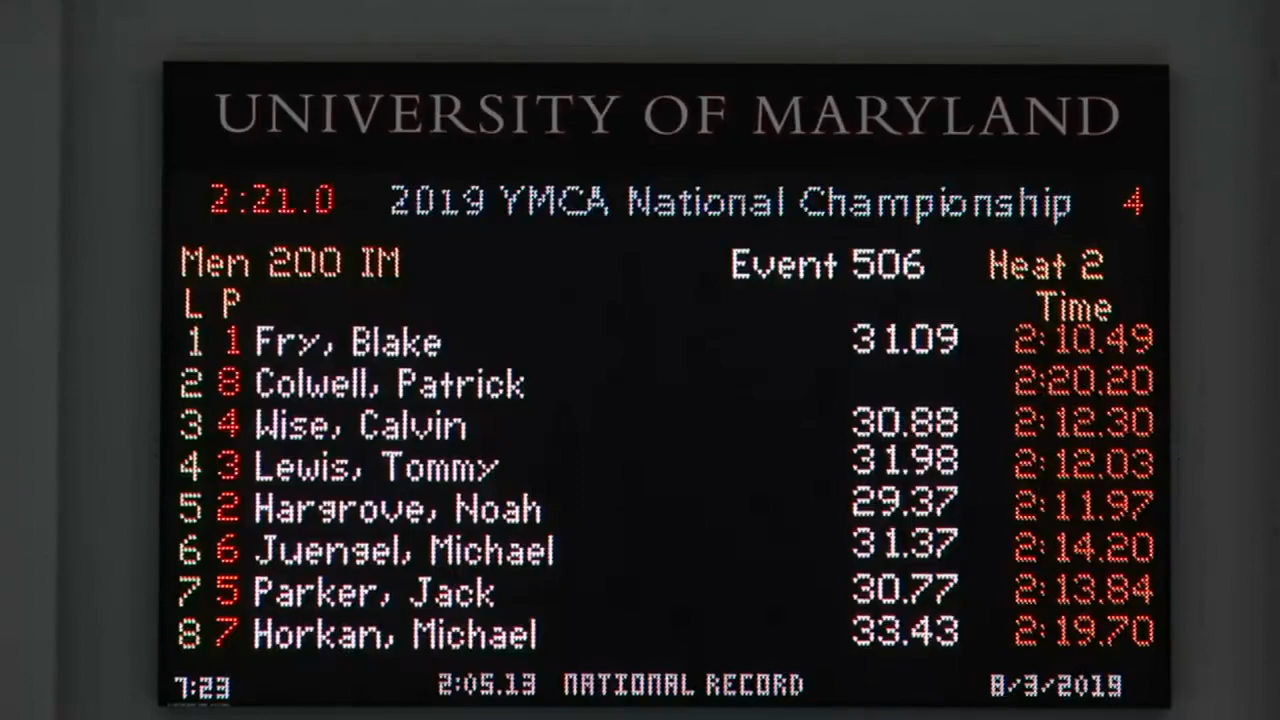 UNIVERSITY OF MARYLAND
2:21.0 2019 YMCA National Championship 4
Men 200 IM Event 506 Heat 2
L P Time
1 1 Fry, Blake 31.09 2:10.49
2 8 Colwell, Patrick 2:20.20
3 4 Wise, Calvin 30.88 2:12.30
4 3 Lewis, Tommy 31.98 2:12.03
5 2 Hargrove, Noah 29.37 2:11.97
6 6 Juengel, Michael 31.37 2:14.20
7 5 Parker, Jack 30.77 2:13.84
8 7 Horkan, Michael 33.43 2:19.70
7:23 2:05.13 NATIONAL RECORD 8/3/2019